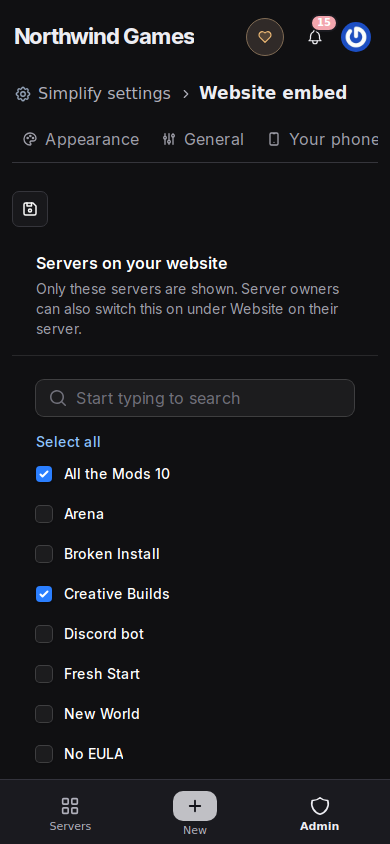 Northwind Games
15
Simplify settings > Website embed
Appearance General Your phone
Servers on your website
Only these servers are shown. Server owners
can also switch this on under Website on their
server.
Start typing to search
Select all
All the Mods 10
Arena
Broken Install
Creative Builds
Discord bot
Fresh Start
New World
No EULA
Servers New Admin